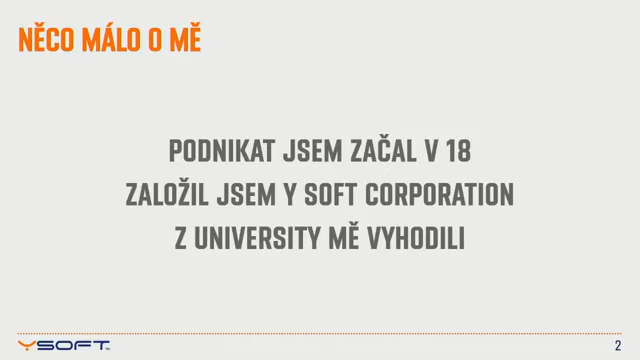 NĚCO MÁLO O MĚ
PODNIKAT JSEM ZAČAL V 18
ZALOŽIL JSEM Y SOFT CORPORATION
Z UNIVERSITY MĚ VYHODILI
YSOFT
2